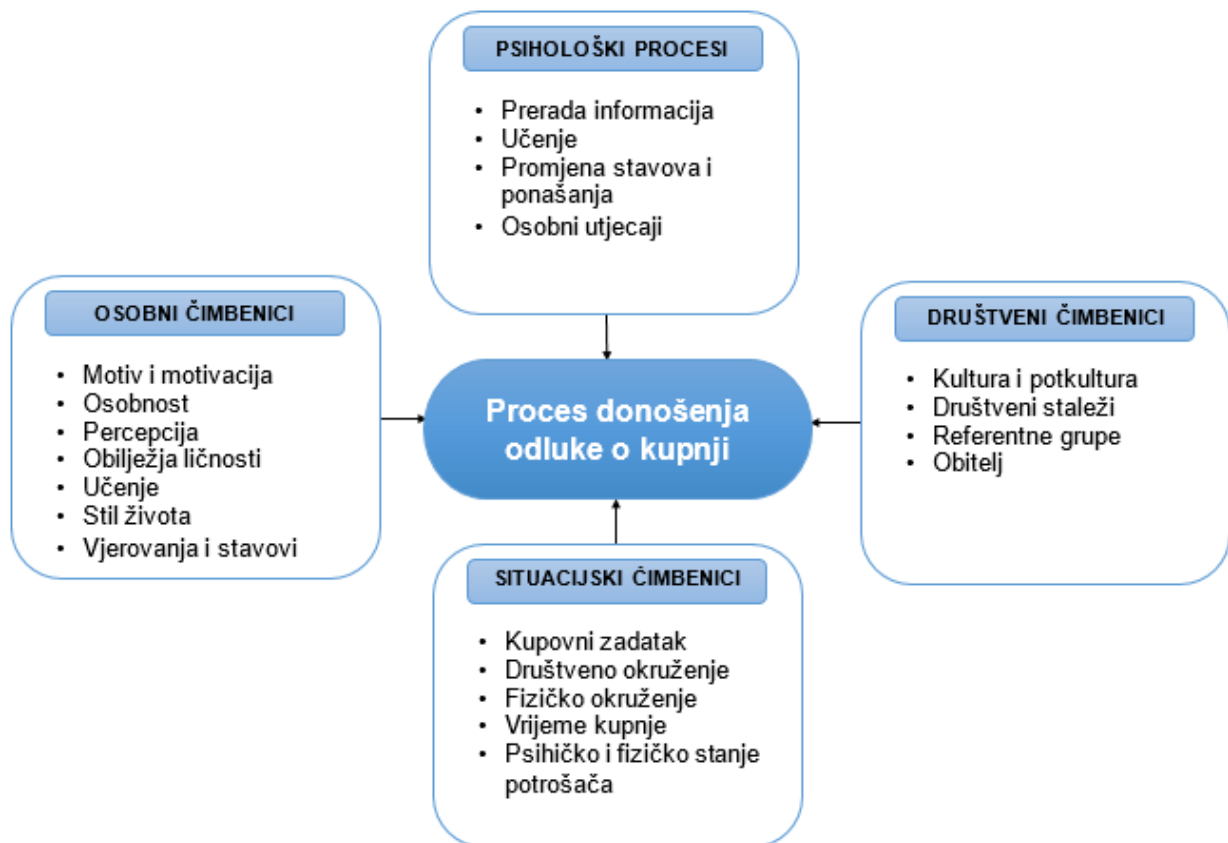 PSIHOLOŠKI PROCESI
• Prerada informacija
• Učenje
• Promjena stavova i
ponašanja
• Osobni utjecaji
OSOBNI ČIMBENICI
• Motiv i motivacija
• Osobnost
• Percepcija
• Obilježja ličnosti
• Učenje
• Stil života
• Vjerovanja i stavovi
Proces donošenja
odluke o kupnji
DRUŠTVENI ČIMBENICI
• Kultura i potkultura
• Društveni staleži
• Referentne grupe
• Obitelj
SITUACIJSKI ČIMBENICI
• Kupovni zadatak
• Društveno okruženje
• Fizičko okruženje
• Vrijeme kupnje
• Psihičko i fizičko stanje
potrošača